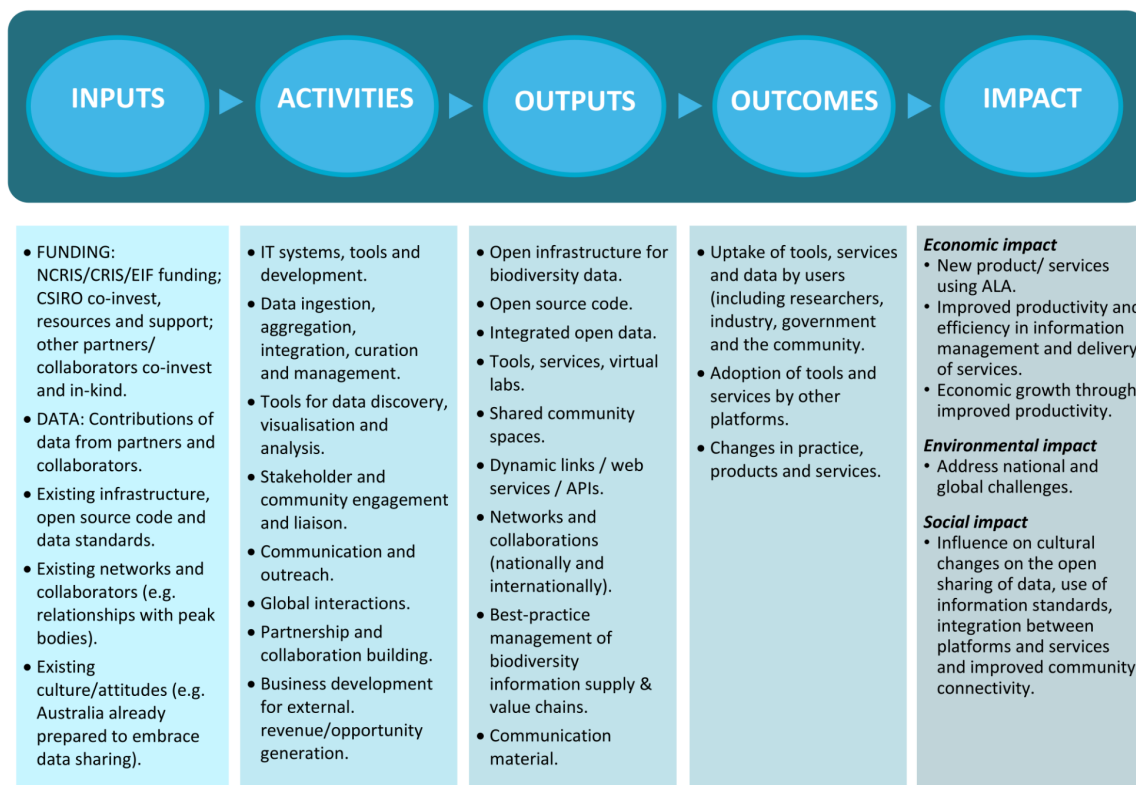 INPUTS
ACTIVITIES
OUTPUTS
OUTCOMES
IMPACT
• FUNDING:
NCRIS/CRIS/EIF funding;
CSIRO co-invest,
resources and support;
other partners/
collaborators co-invest
and in-kind.
• DATA: Contributions of
data from partners and
collaborators.
• Existing infrastructure,
open source code and
data standards.
• Existing networks and
collaborators (e.g.
relationships with peak
bodies).
• Existing
culture/attitudes (e.g.
Australia already
prepared to embrace
data sharing).
• IT systems, tools and
development.
• Data ingestion,
aggregation,
integration, curation
and management.
• Tools for data discovery,
visualisation and
analysis.
• Stakeholder and
community engagement
and liaison.
• Communication and
outreach.
• Global interactions.
• Partnership and
collaboration building.
• Business development
for external.
revenue/opportunity
generation.
• Open infrastructure for
biodiversity data.
• Open source code.
• Integrated open data.
• Tools, services, virtual
labs.
• Shared community
spaces.
• Dynamic links / web
services / APIs.
• Networks and
collaborations
(nationally and
internationally).
• Best-practice
management of
biodiversity
information supply &
value chains.
• Communication
material.
• Uptake of tools, services
and data by users
(including researchers,
industry, government
and the community.
• Adoption of tools and
services by other
platforms.
• Changes in practice,
products and services.
Economic impact
• New product/ services
using ALA.
• Improved productivity and
efficiency in information
management and delivery
of services.
• Economic growth through
improved productivity.
Environmental impact
• Address national and
global challenges.
Social impact
• Influence on cultural
changes on the open
sharing of data, use of
information standards,
integration between
platforms and services
and improved community
connectivity.